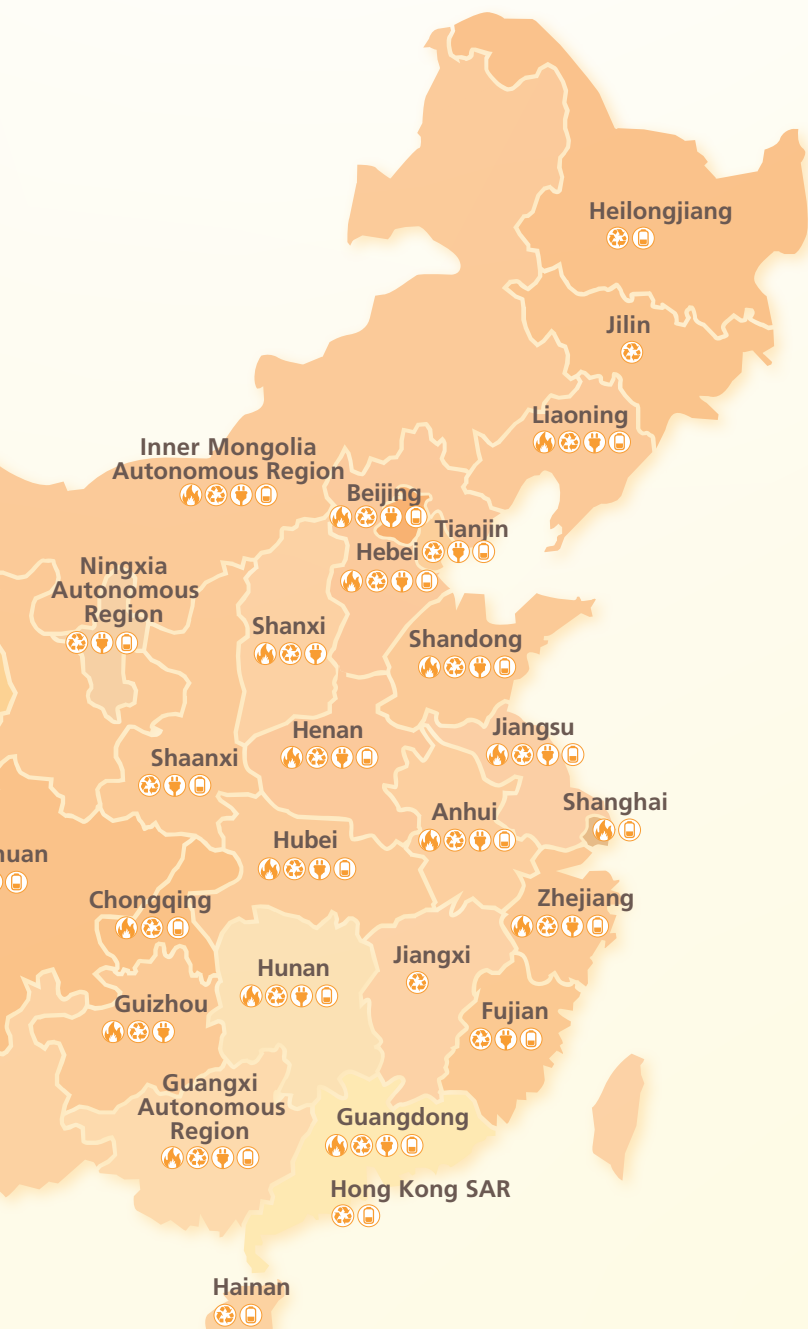 Heilongjiang
Jilin
Liaoning
Inner Mongolia
Autonomous Region
Beijing
Tianjin
Hebei
Ningxia
Autonomous
Region
Shanxi
Shandong
Henan
Jiangsu
Shaanxi
Shanghai
Anhui
Hubei
huan
Chongqing
Zhejiang
Jiangxi
Hunan
Guizhou
Fujian
Guangxi
Autonomous
Region
Guangdong
Hong Kong SAR
Hainan